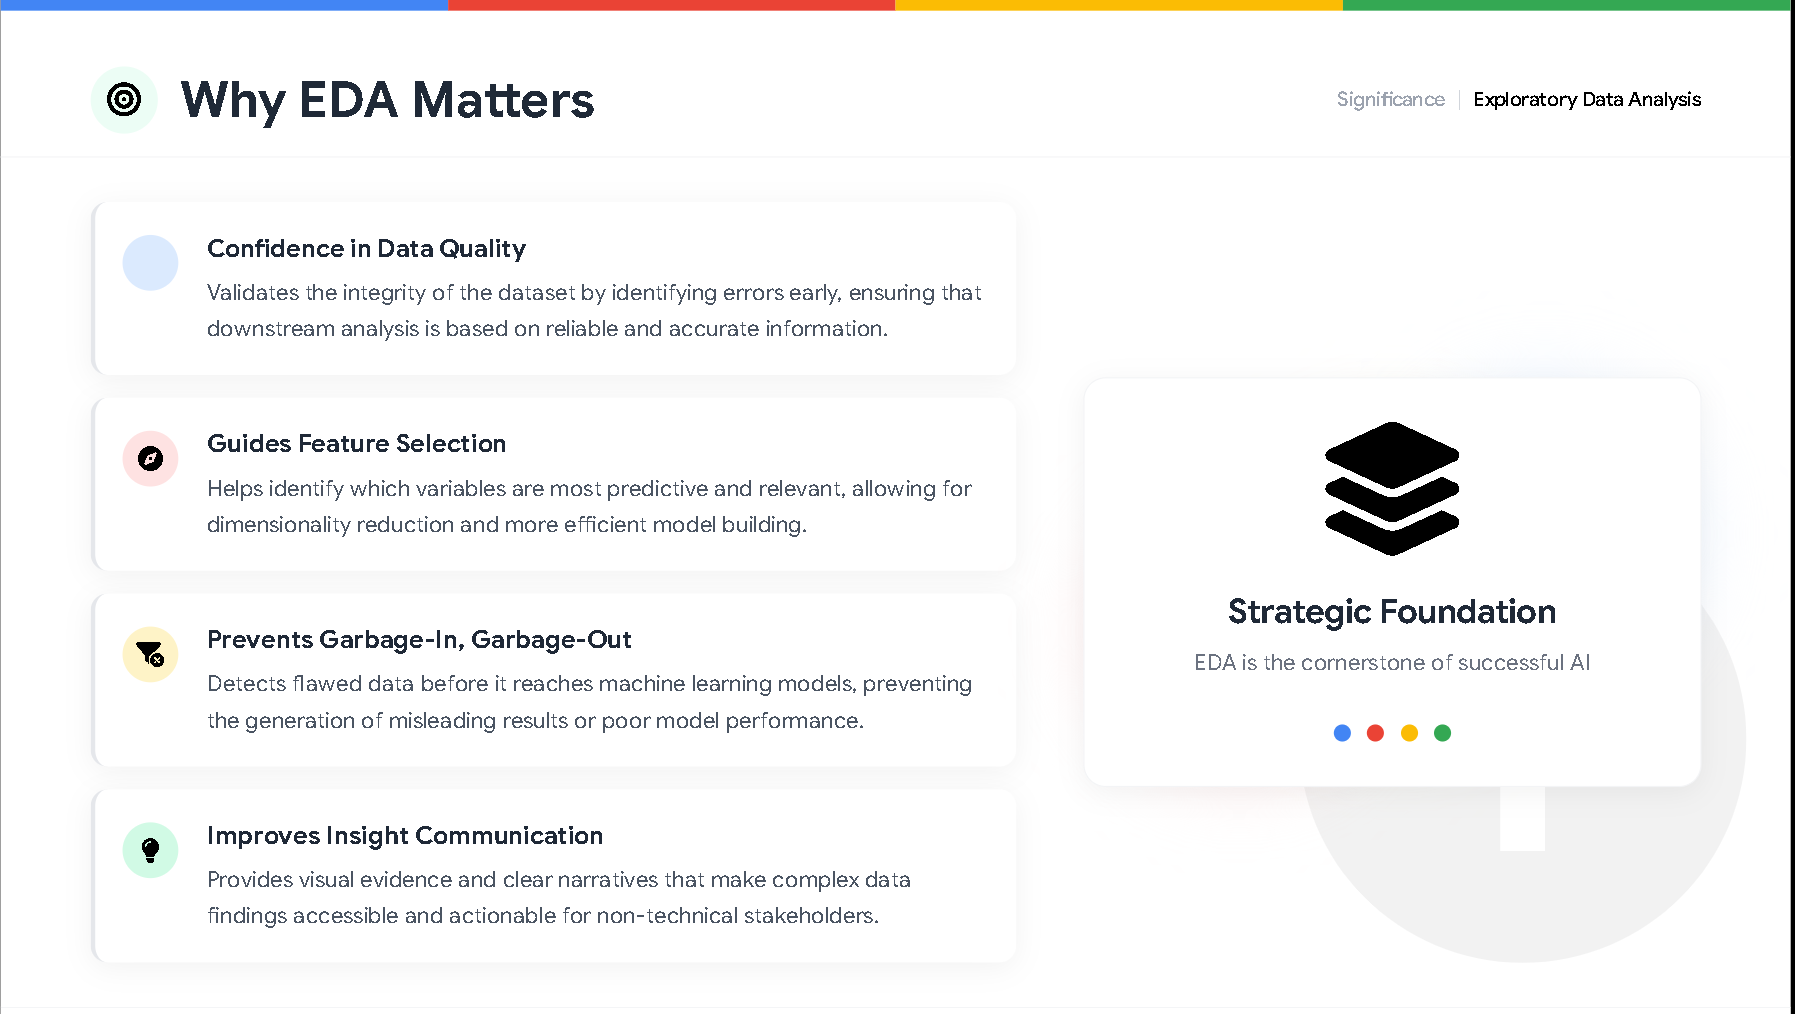 Why EDA Matters
Significance
Exploratory Data Analysis
Confidence in Data Quality
Validates the integrity of the dataset by identifying errors early, ensuring that
downstream analysis is based on reliable and accurate information.
Guides Feature Selection
Helps identify which variables are most predictive and relevant, allowing for
dimensionality reduction and more efficient model building.
Prevents Garbage-In, Garbage-Out
Detects flawed data before it reaches machine learning models, preventing
the generation of misleading results or poor model performance.
Improves Insight Communication
Provides visual evidence and clear narratives that make complex data
findings accessible and actionable for non-technical stakeholders.
Strategic Foundation
EDA is the cornerstone of successful AI